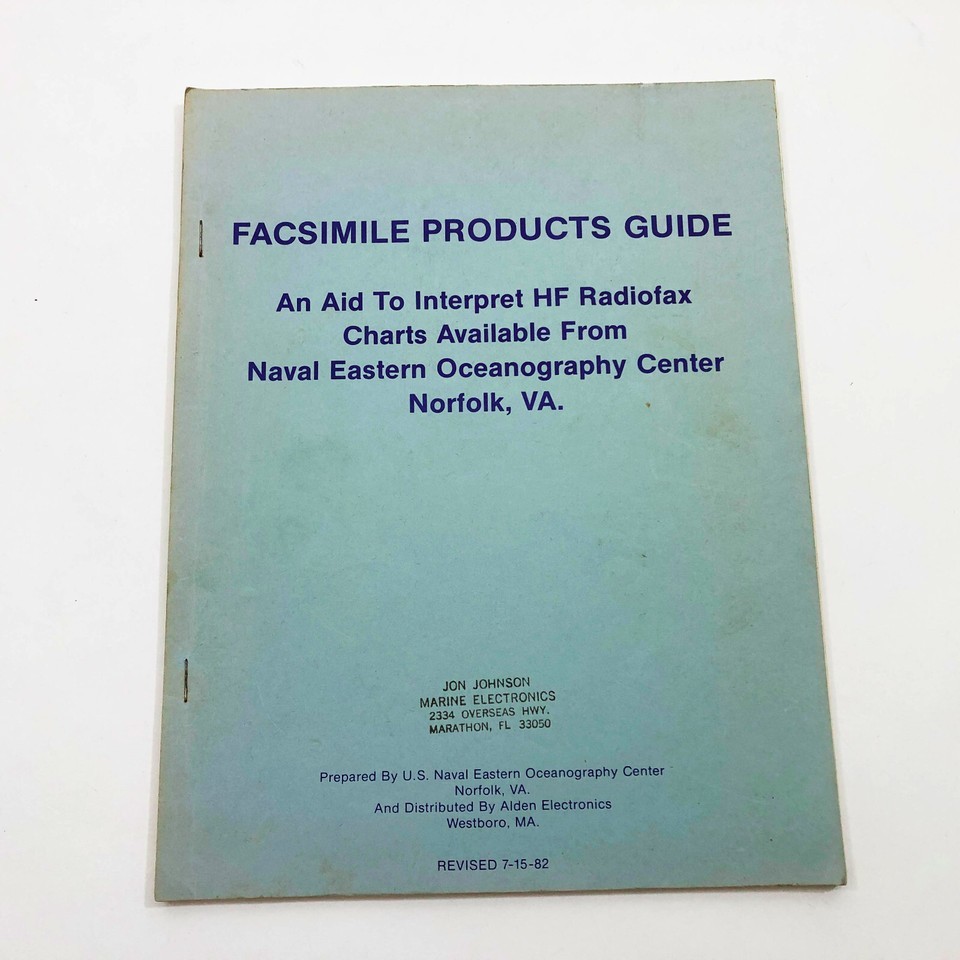 FACSIMILE PRODUCTS GUIDE
An Aid To Interpret HF Radiofax
Charts Available From
Naval Eastern Oceanography Center
Norfolk, VA.
JON JOHNSON
MARINE ELECTRONICS
2334 OVERSEAS HWY.
MARATHON, FL 33050
Prepared By U.S. Naval Eastern Oceanography Center
Norfolk, VA.
And Distributed By Alden Electronics
Westboro, MA.
REVISED 7-15-82